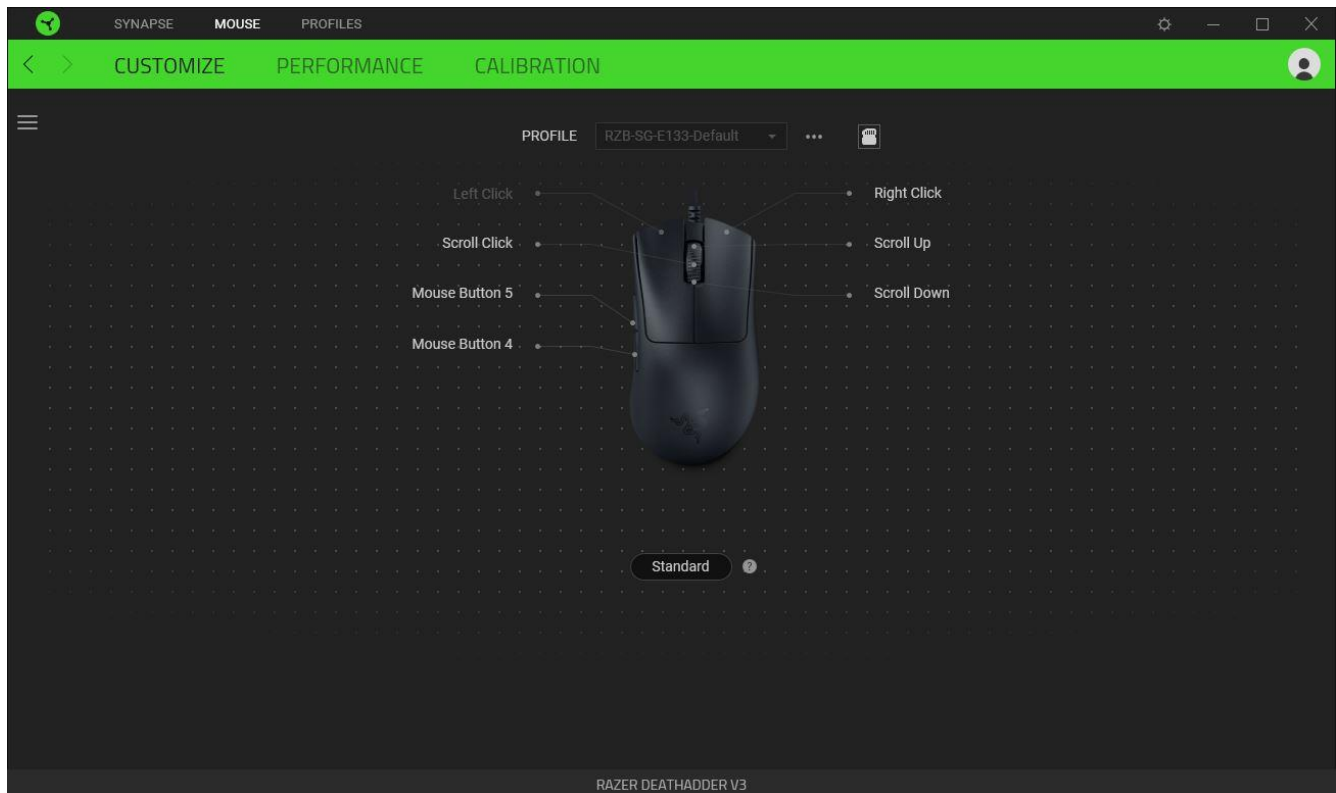 SYNAPSE MOUSE PROFILES
CUSTOMIZE PERFORMANCE CALIBRATION
PROFILE RZB-SG-E133-Default
Left Click Right Click
Scroll Click Scroll Up
Mouse Button 5 Scroll Down
Mouse Button 4
Standard ?
RAZER DEATHADDER V3